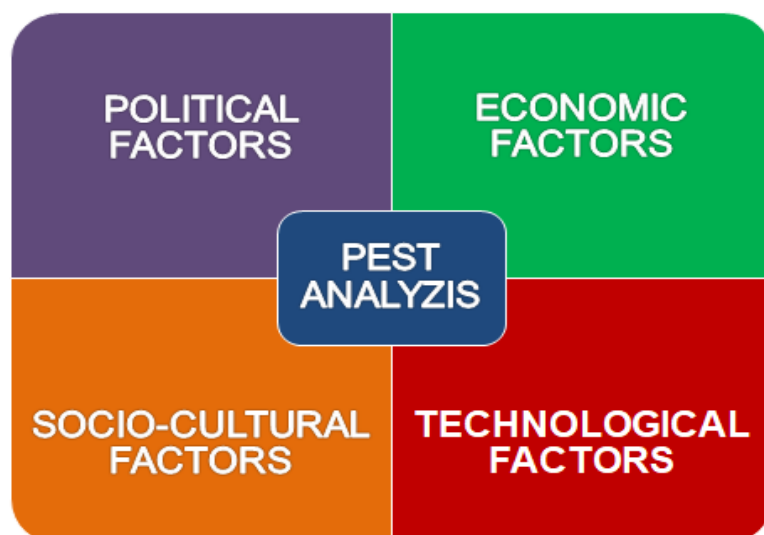 POLITICAL
FACTORS
ECONOMIC
FACTORS
PEST
ANALYZIS
SOCIO-CULTURAL
FACTORS
TECHNOLOGICAL
FACTORS